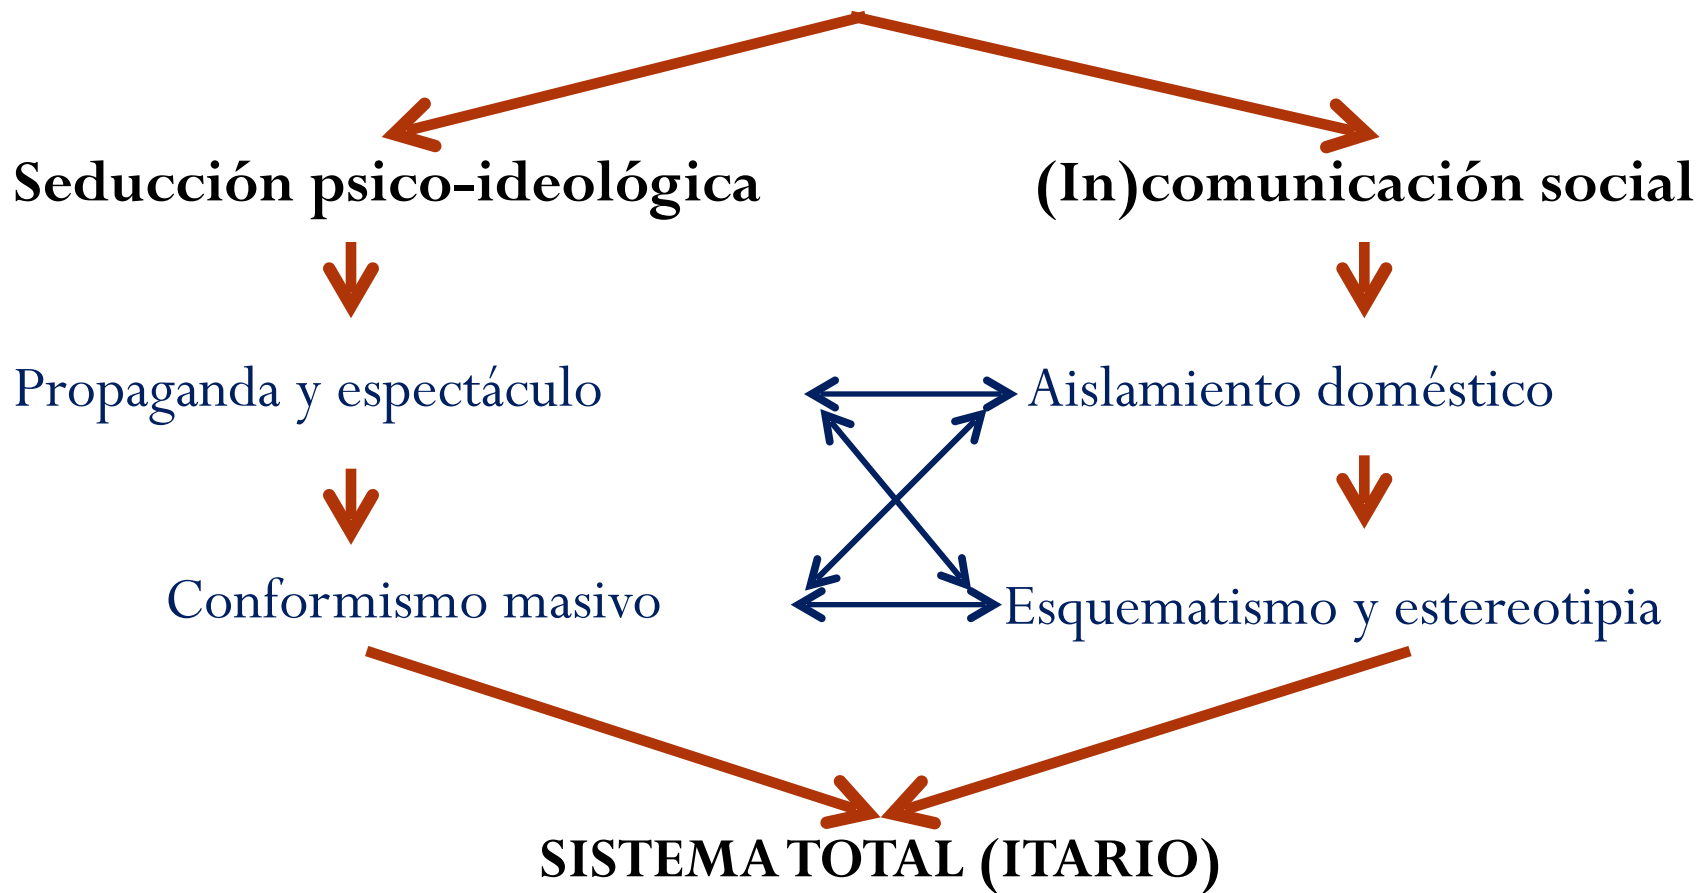 Seducción psico-ideológica
(In)comunicación social
Propaganda y espectáculo
Aislamiento doméstico
Conformismo masivo
Esquematismo y estereotipia
SISTEMA TOTAL (ITARIO)